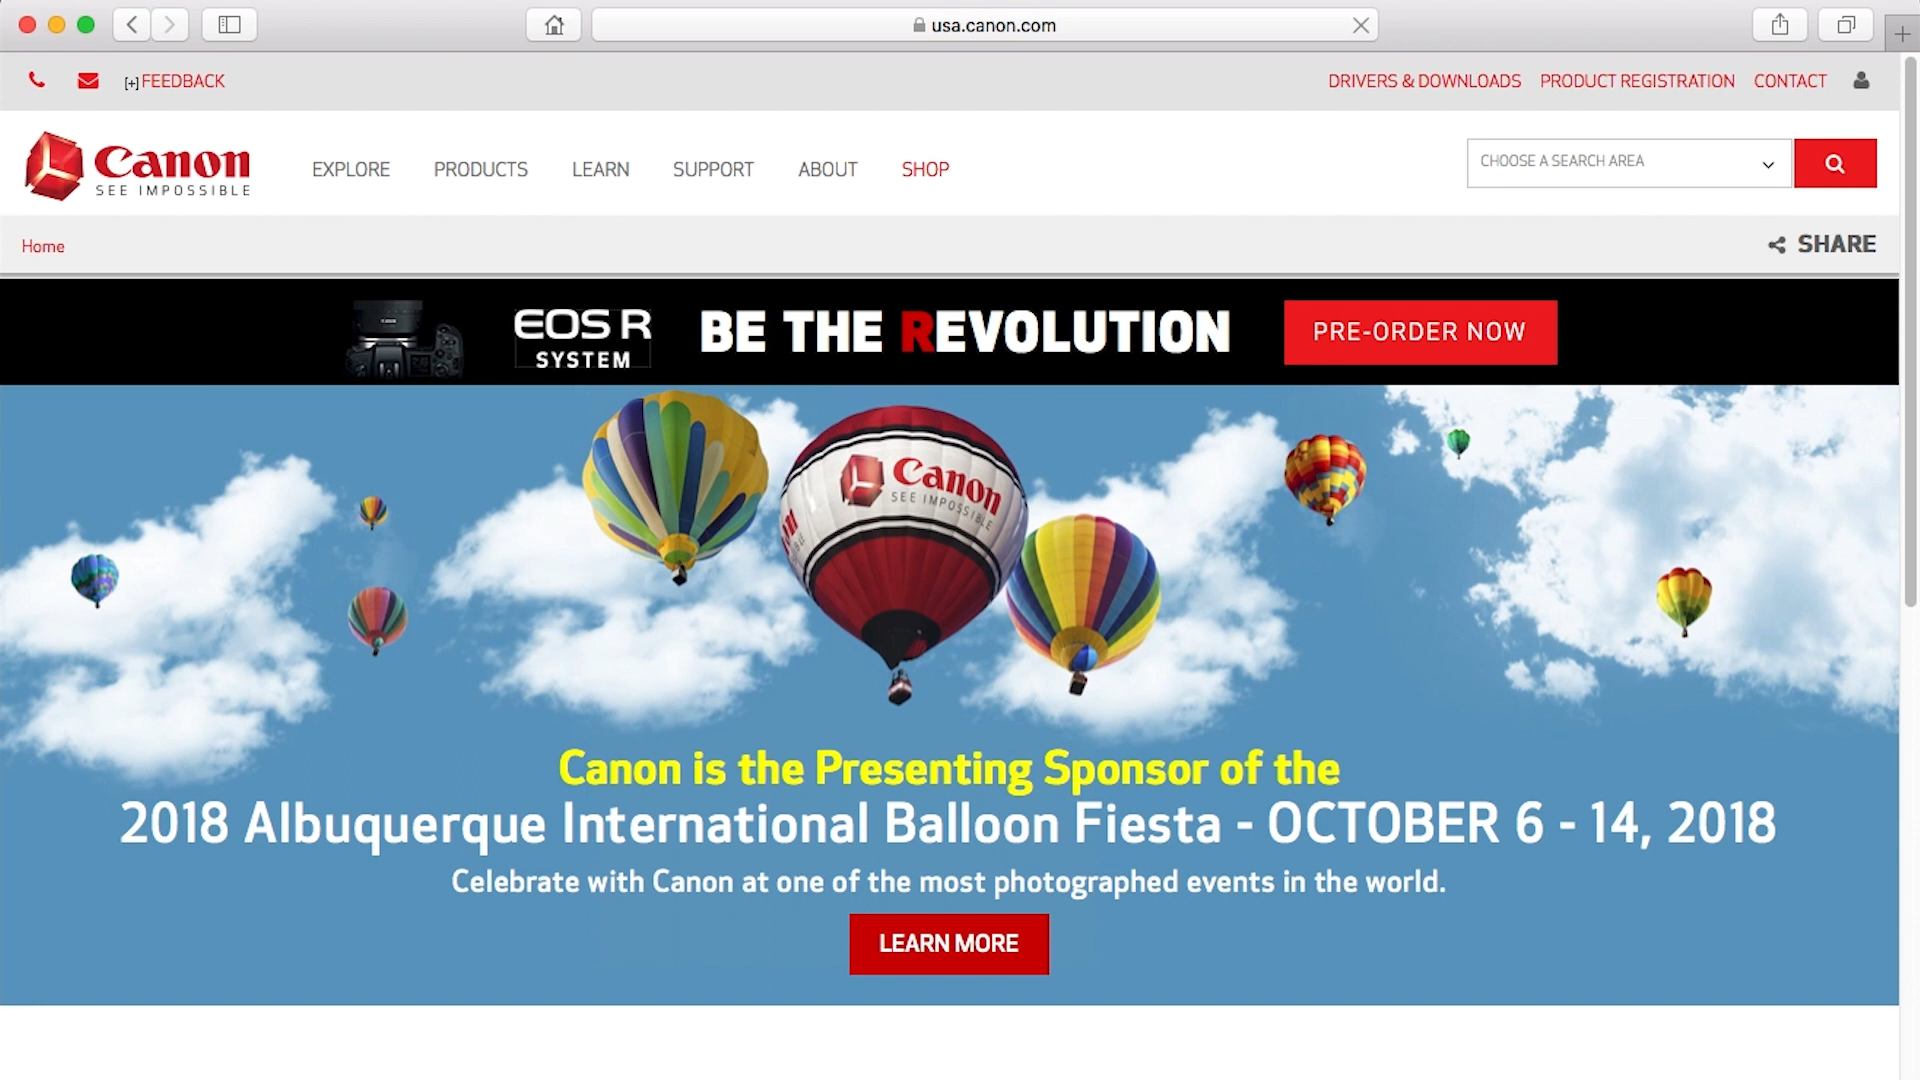 usa.canon.com
[+] FEEDBACK
DRIVERS & DOWNLOADS
PRODUCT REGISTRATION
CONTACT
Canon
SEE IMPOSSIBLE
EXPLORE
PRODUCTS
LEARN
SUPPORT
ABOUT
SHOP
CHOOSE A SEARCH AREA
Home
SHARE
EOS R
SYSTEM
BE THE REVOLUTION
PRE-ORDER NOW
Canon
SEE IMPOSSIBLE
Canon is the Presenting Sponsor of the
2018 Albuquerque International Balloon Fiesta - OCTOBER 6 - 14, 2018
Celebrate with Canon at one of the most photographed events in the world.
LEARN MORE